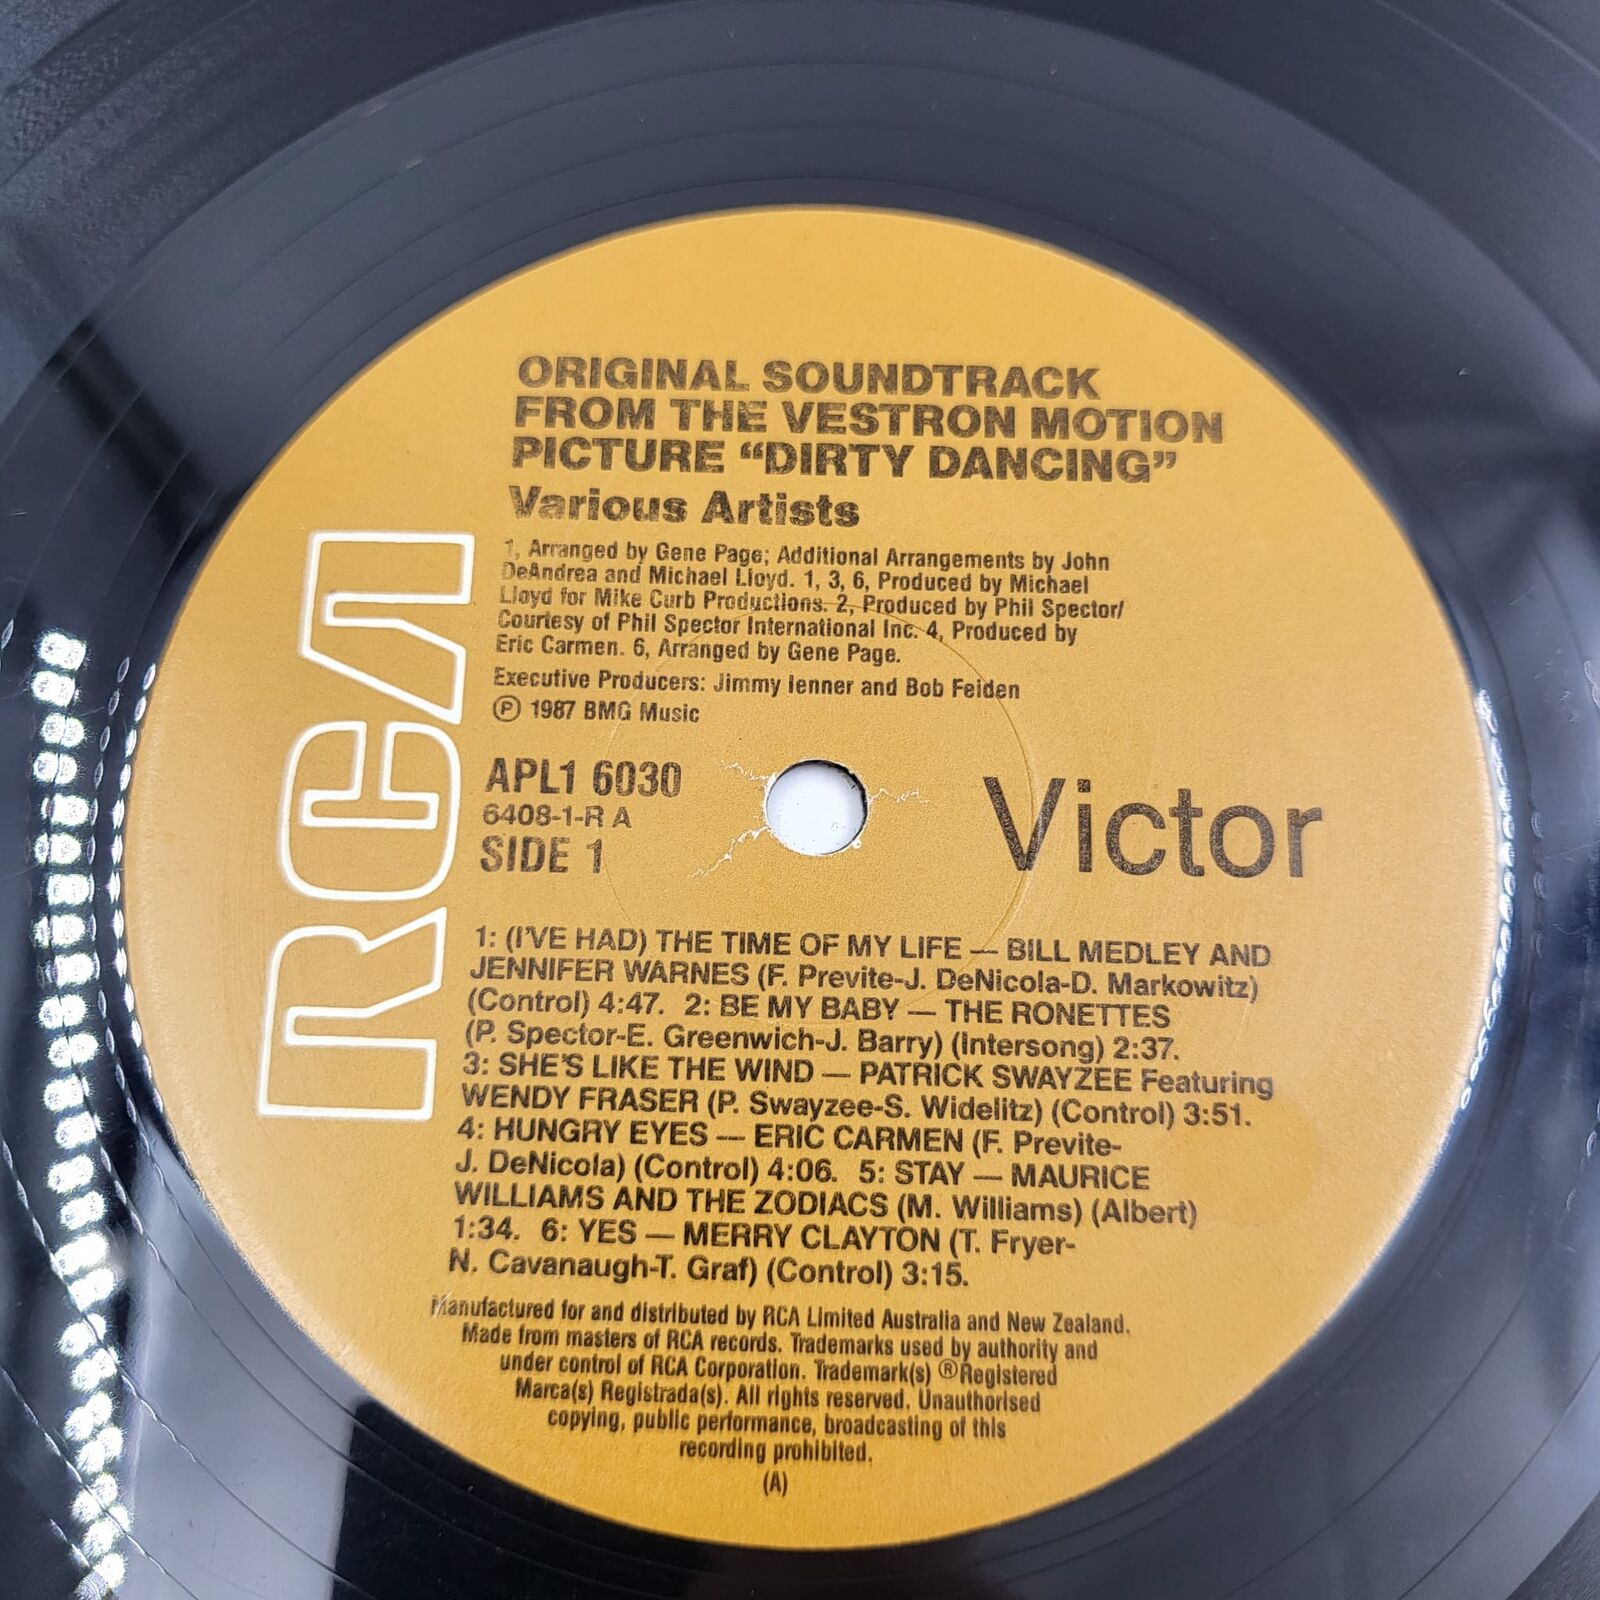 ORIGINAL SOUNDTRACK
FROM THE VESTRON MOTION
PICTURE “DIRTY DANCING”
Various Artists
1, Arranged by Gene Page; Additional Arrangements by John
DeAndrea and Michael Lloyd. 1, 3, 6, Produced by Michael
Lloyd for Mike Curb Productions. 2, Produced by Phil Spector/
Courtesy of Phil Spector International Inc. 4, Produced by
Eric Carmen. 6, Arranged by Gene Page.
Executive Producers: Jimmy Ienner and Bob Feiden
Ⓟ 1987 BMG Music
RCA
APL1 6030
6408-1-R A
SIDE 1
Victor
1: (I'VE HAD) THE TIME OF MY LIFE — BILL MEDLEY AND
JENNIFER WARNES (F. Previte-J. DeNicola-D. Markowitz)
(Control) 4:47. 2: BE MY BABY — THE RONETTES
(P. Spector-E. Greenwich-J. Barry) (Intersong) 2:37.
3: SHE'S LIKE THE WIND — PATRICK SWAYZEE Featuring
WENDY FRASER (P. Swayzee-S. Widelitz) (Control) 3:51.
4: HUNGRY EYES — ERIC CARMEN (F. Previte-
J. DeNicola) (Control) 4:06. 5: STAY — MAURICE
WILLIAMS AND THE ZODIACS (M. Williams) (Albert)
1:34. 6: YES — MERRY CLAYTON (T. Fryer-
N. Cavanaugh-T. Graf) (Control) 3:15.
Manufactured for and distributed by RCA Limited Australia and New Zealand.
Made from masters of RCA records. Trademarks used by authority and
under control of RCA Corporation. Trademark(s) ® Registered
Marca(s) Registrada(s). All rights reserved. Unauthorised
copying, public performance, broadcasting of this
recording prohibited.
(A)